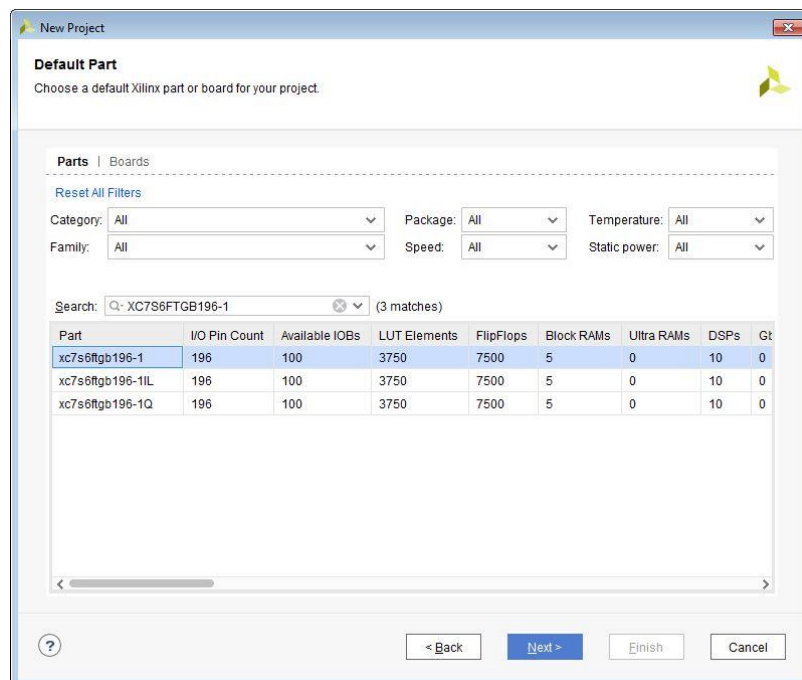 New Project
Default Part
Choose a default Xilinx part or board for your project.
Parts | Boards
Reset All Filters
Category: All Package: All Temperature: All
Family: All Speed: All Static power: All
Search: XC7S6FTGB196-1 (3 matches)
Part I/O Pin Count Available IOBs LUT Elements FlipFlops Block RAMs Ultra RAMs DSPs Gt
xc7s6ftgb196-1 196 100 3750 7500 5 0 10 0
xc7s6ftgb196-1IL 196 100 3750 7500 5 0 10 0
xc7s6ftgb196-1Q 196 100 3750 7500 5 0 10 0
? < Back Next > Finish Cancel